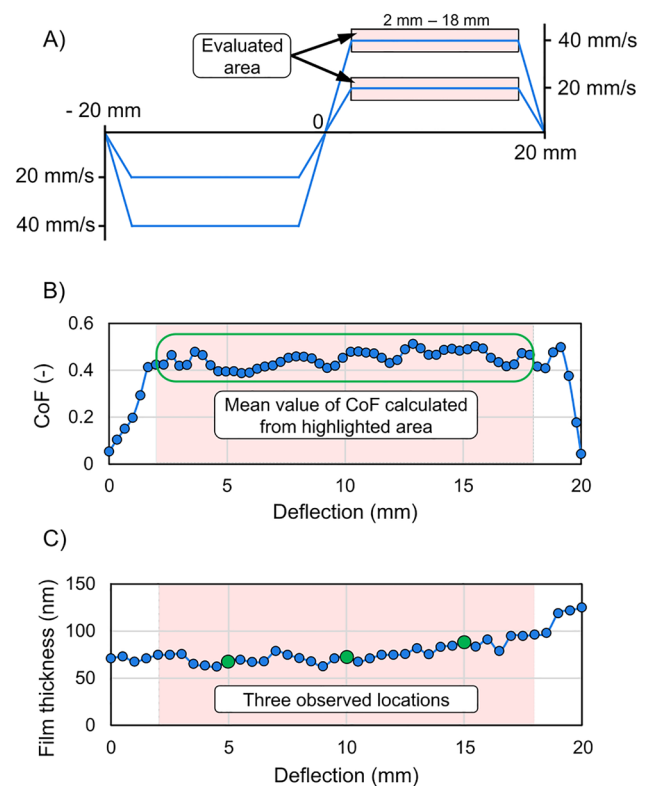 A)
2 mm – 18 mm
Evaluated
area
40 mm/s
20 mm/s
- 20 mm
0
20 mm
20 mm/s
40 mm/s
B)
0.6
0.4
0.2
0
CoF (-)
Mean value of CoF calculated
from highlighted area
0 5 10 15 20
Deflection (mm)
C)
150
100
50
0
Film thickness (nm)
Three observed locations
0 5 10 15 20
Deflection (mm)